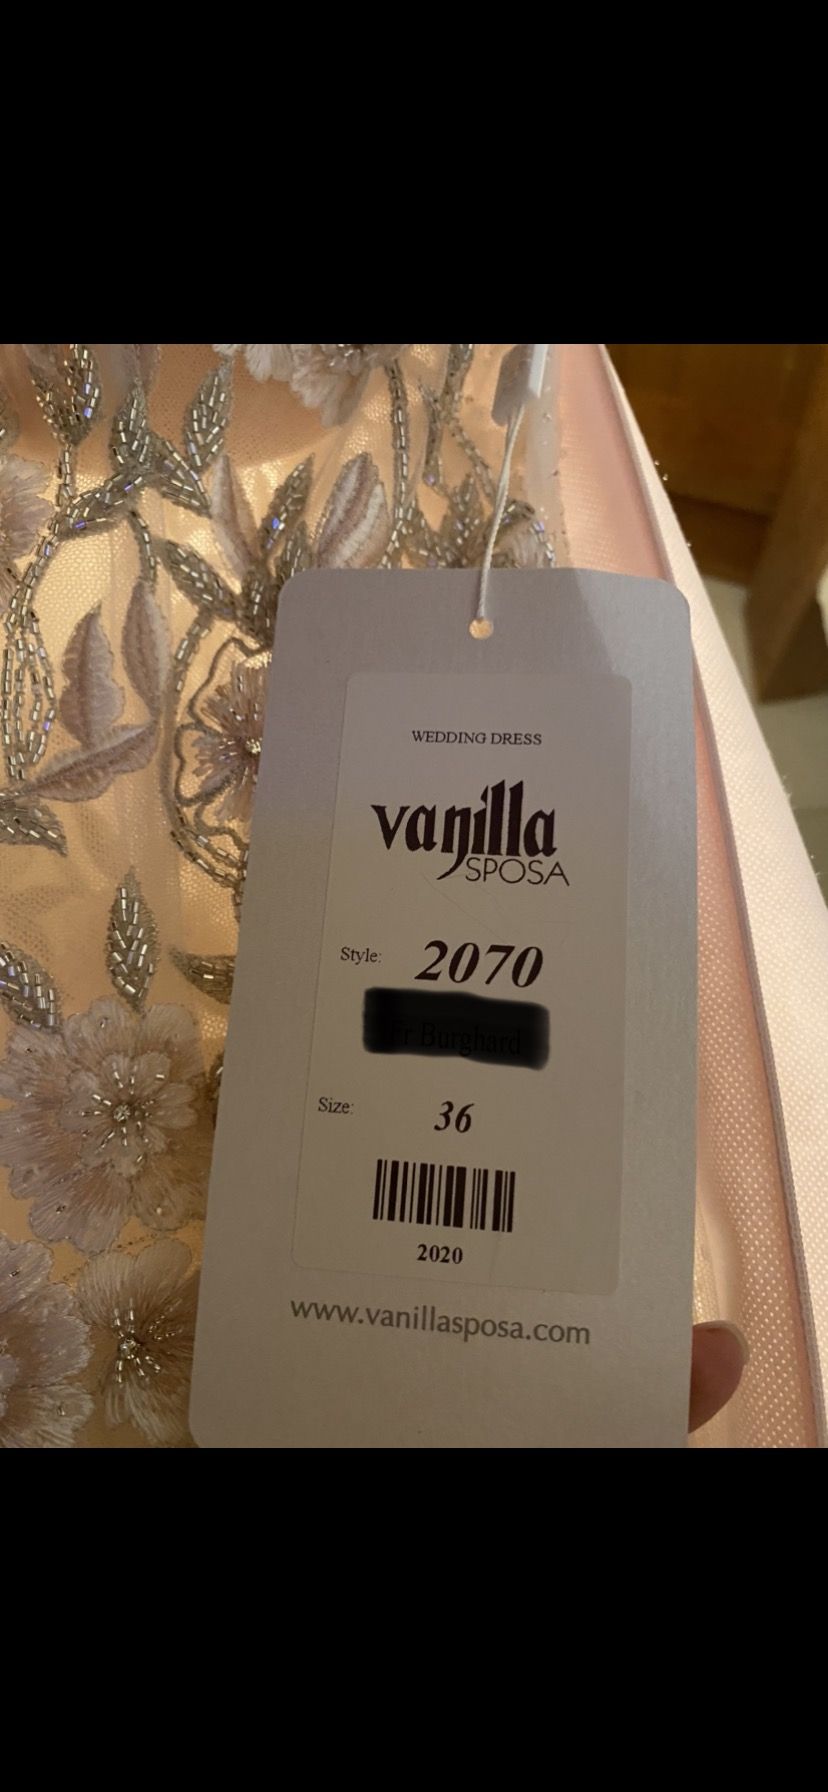 WEDDING DRESS
vanilla
SPOSA
Style: 2070
Size: 36
2020
www.vanillasposa.com